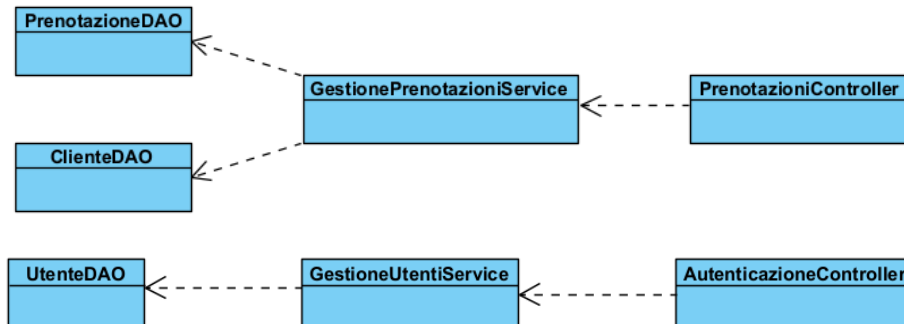 PrenotazioneDAO
GestionePrenotazioniService
PrenotazioniController
ClienteDAO
UtenteDAO
GestioneUtentiService
AutenticazioneController